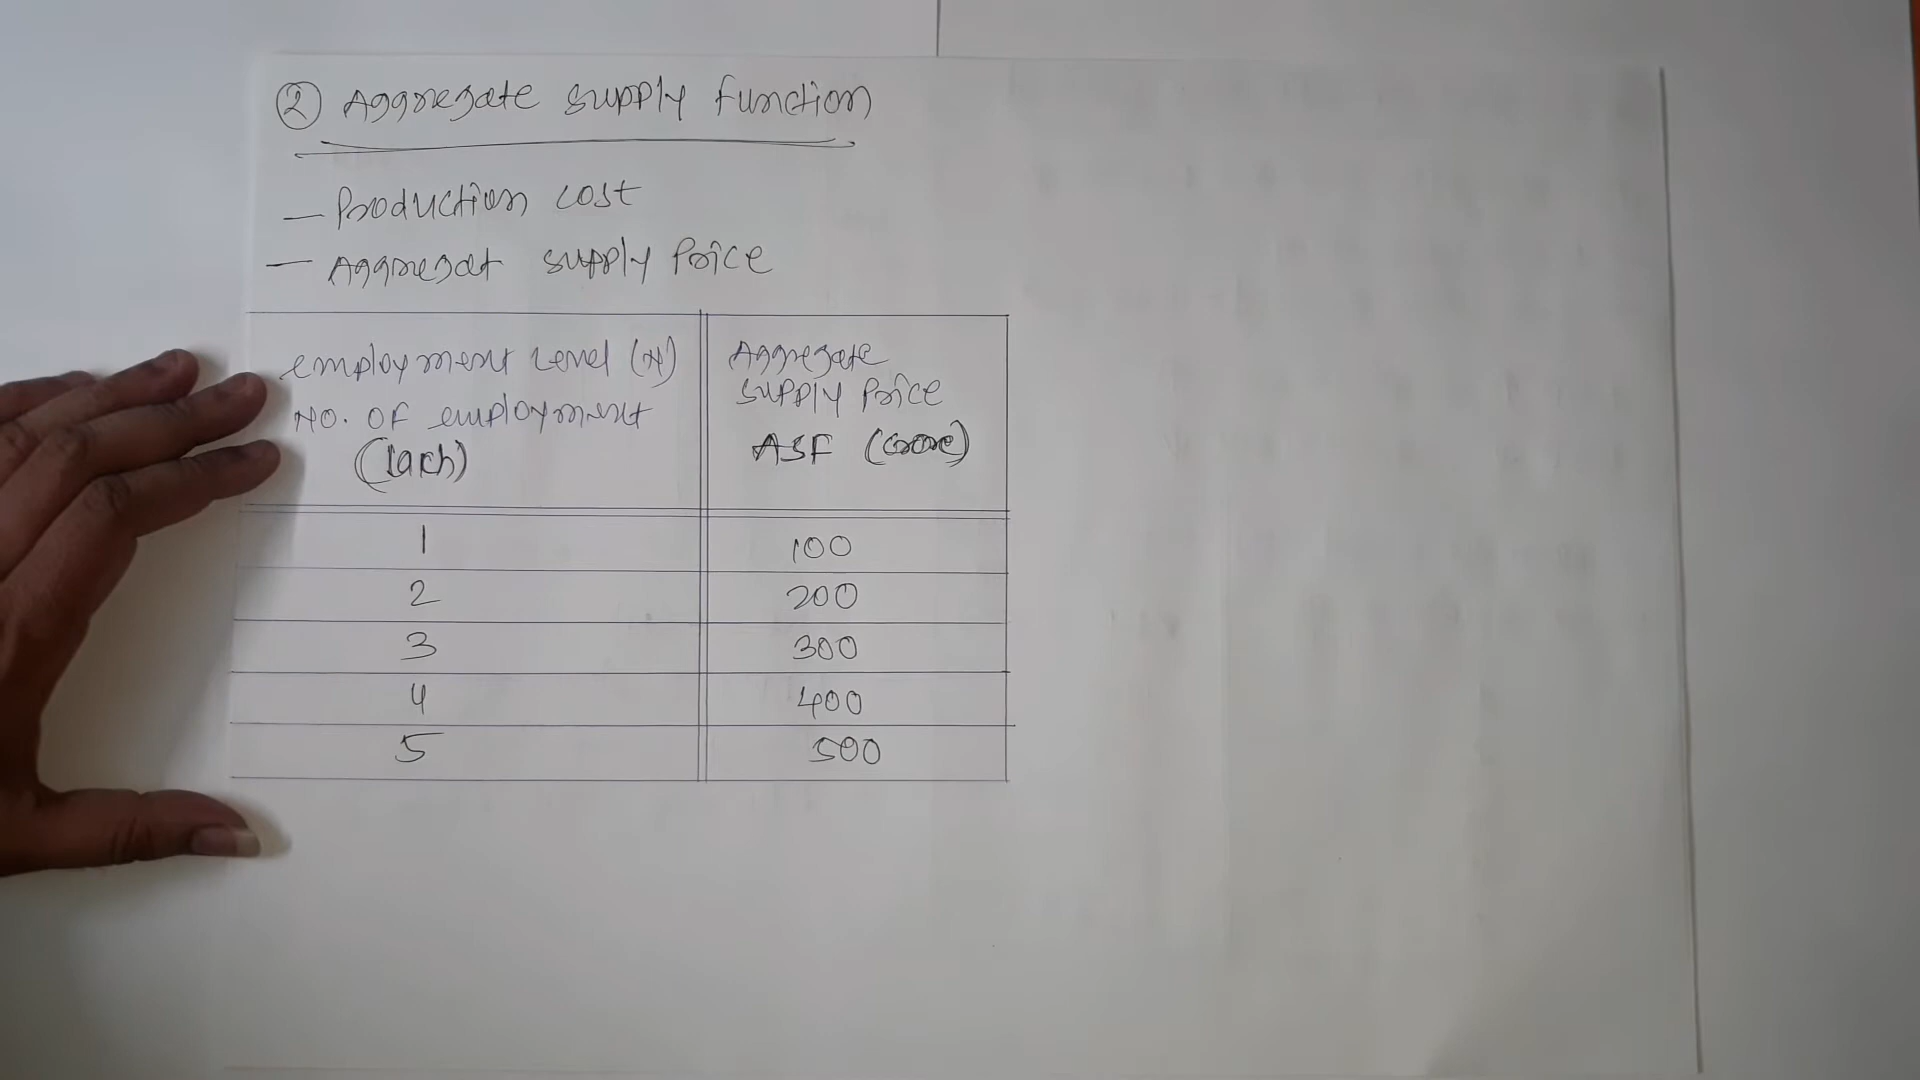 ② Aggregate supply function
— Production cost
— Aggregat supply Price
employment Level (N)
No. OF employment
(lach)
Aggregate
supply Price
ASF (crore)
1 100
2 200
3 300
4 400
5 500